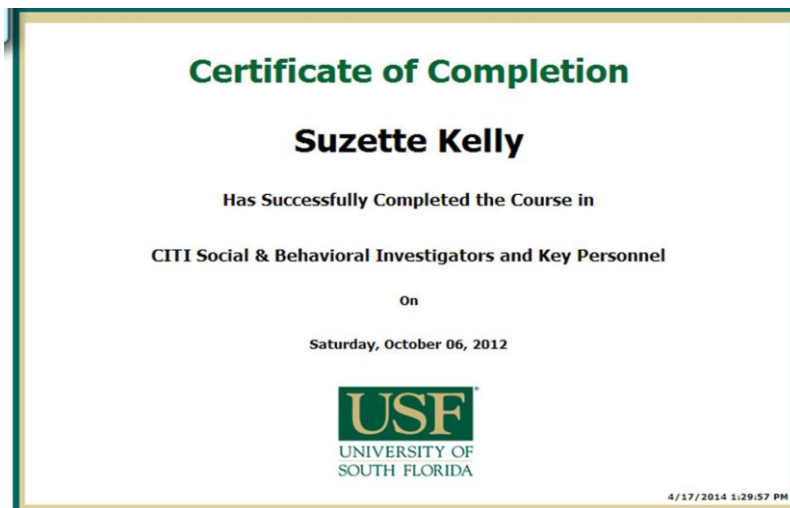 Certificate of Completion
Suzette Kelly
Has Successfully Completed the Course in
CITI Social & Behavioral Investigators and Key Personnel
On
Saturday, October 06, 2012
USF®
UNIVERSITY OF
SOUTH FLORIDA
4/17/2014 1:29:57 PM